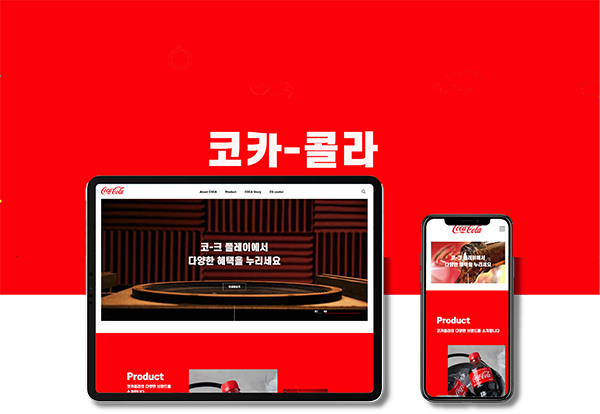 코카-콜라
Coca-Cola
About COCA Product COCA Story CS center
코-크 플레이에서
다양한 혜택을 누리세요
Product
코카콜라의 다양한 브랜드를
소개합니다
Coca-Cola
코-크 플레이에서
다양한 혜택을 누리세요
Product
코카콜라의 다양한 브랜드를 소개합니다